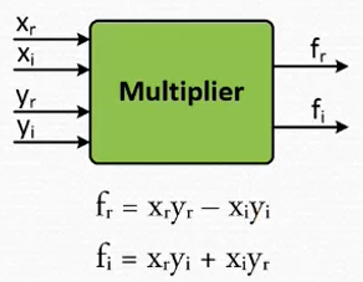 xr
xi
yr
yi
Multiplier
fr
fi
fr = xryr − xiyi
fi = xryi + xiyr